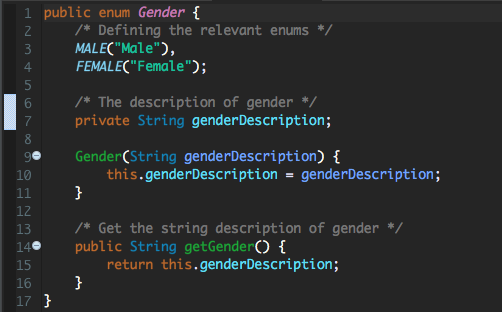 1 public enum Gender {
2     /* Defining the relevant enums */
3     MALE("Male"),
4     FEMALE("Female");
5
6     /* The description of gender */
7     private String genderDescription;
8
9     Gender(String genderDescription) {
10         this.genderDescription = genderDescription;
11     }
12
13     /* Get the string description of gender */
14     public String getGender() {
15         return this.genderDescription;
16     }
17 }